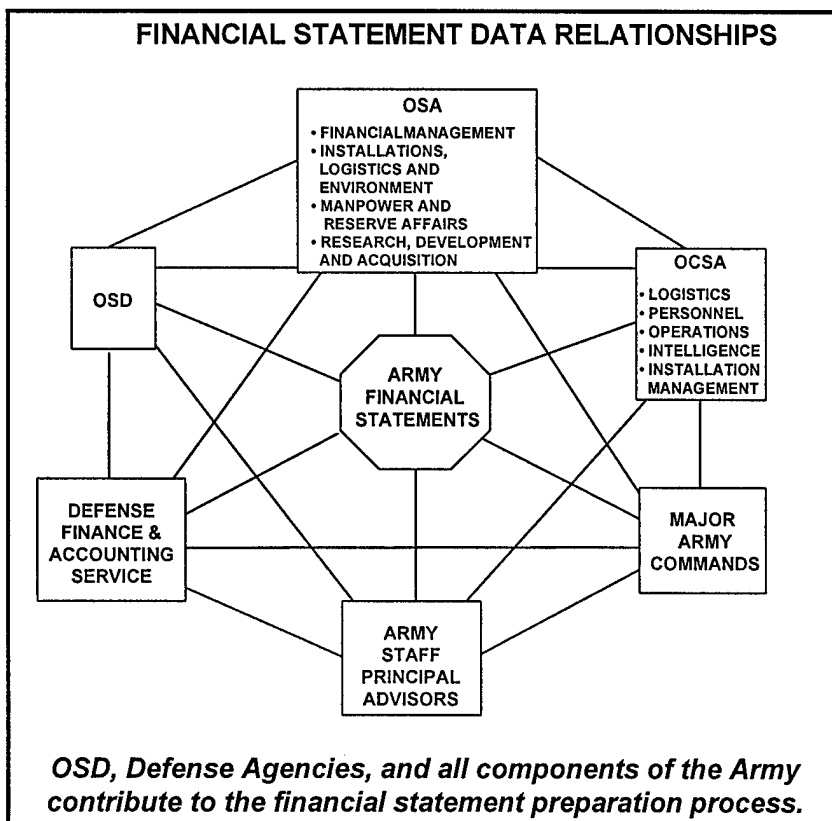 FINANCIAL STATEMENT DATA RELATIONSHIPS
OSA
• FINANCIALMANAGEMENT
• INSTALLATIONS,
LOGISTICS AND
ENVIRONMENT
• MANPOWER AND
RESERVE AFFAIRS
• RESEARCH, DEVELOPMENT
AND ACQUISITION
OSD
OCSA
• LOGISTICS
• PERSONNEL
• OPERATIONS
• INTELLIGENCE
• INSTALLATION
MANAGEMENT
ARMY
FINANCIAL
STATEMENTS
DEFENSE
FINANCE &
ACCOUNTING
SERVICE
MAJOR
ARMY
COMMANDS
ARMY
STAFF
PRINCIPAL
ADVISORS
OSD, Defense Agencies, and all components of the Army
contribute to the financial statement preparation process.